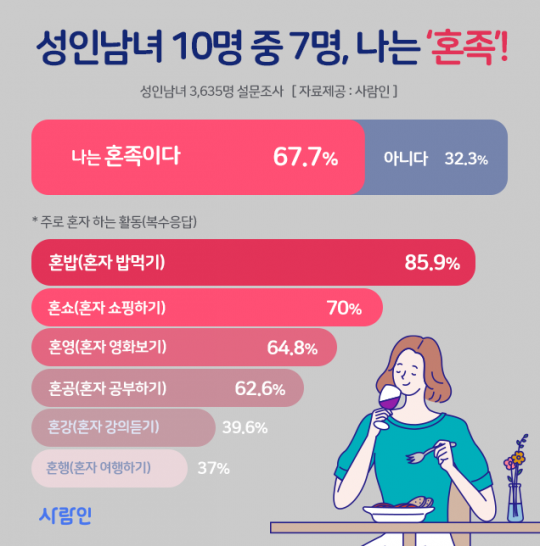 성인남녀 10명 중 7명, 나는 ‘혼족’!
성인남녀 3,635명 설문조사 [ 자료제공 : 사람인 ]
나는 혼족이다 67.7% 아니다 32.3%
* 주로 혼자 하는 활동(복수응답)
혼밥(혼자 밥먹기) 85.9%
혼쇼(혼자 쇼핑하기) 70%
혼영(혼자 영화보기) 64.8%
혼공(혼자 공부하기) 62.6%
혼강(혼자 강의듣기) 39.6%
혼행(혼자 여행하기) 37%
사람인